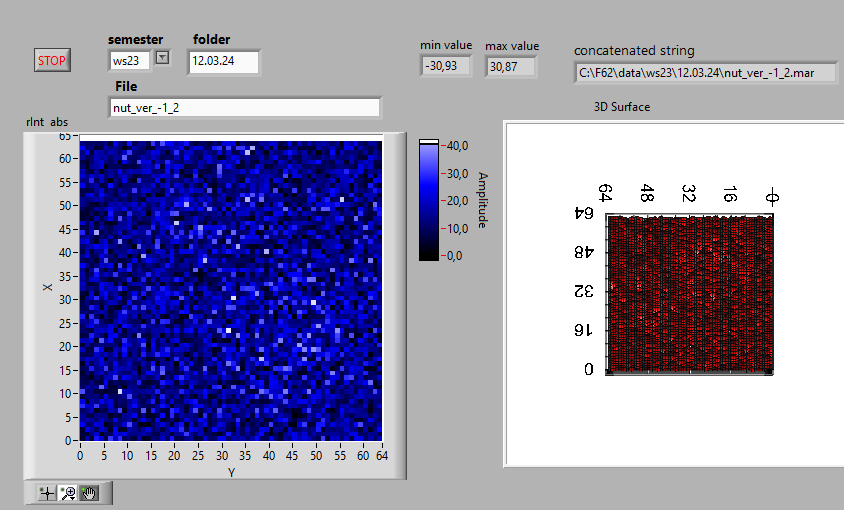 semester
folder
STOP
ws23
12.03.24
File
nut_ver_-1_2
min value
max value
-30,93
30,87
concatenated string
C:\F62\data\ws23\12.03.24\nut_ver_-1_2.mar
3D Surface
rInt abs
65
60
55
50
45
40
35
30
25
20
15
10
5
0
X
0 5 10 15 20 25 30 35 40 45 50 55 60 64
Y
40,0
30,0
20,0
10,0
0,0
Amplitude
64 48 32 16 -0
64
48
32
16
0